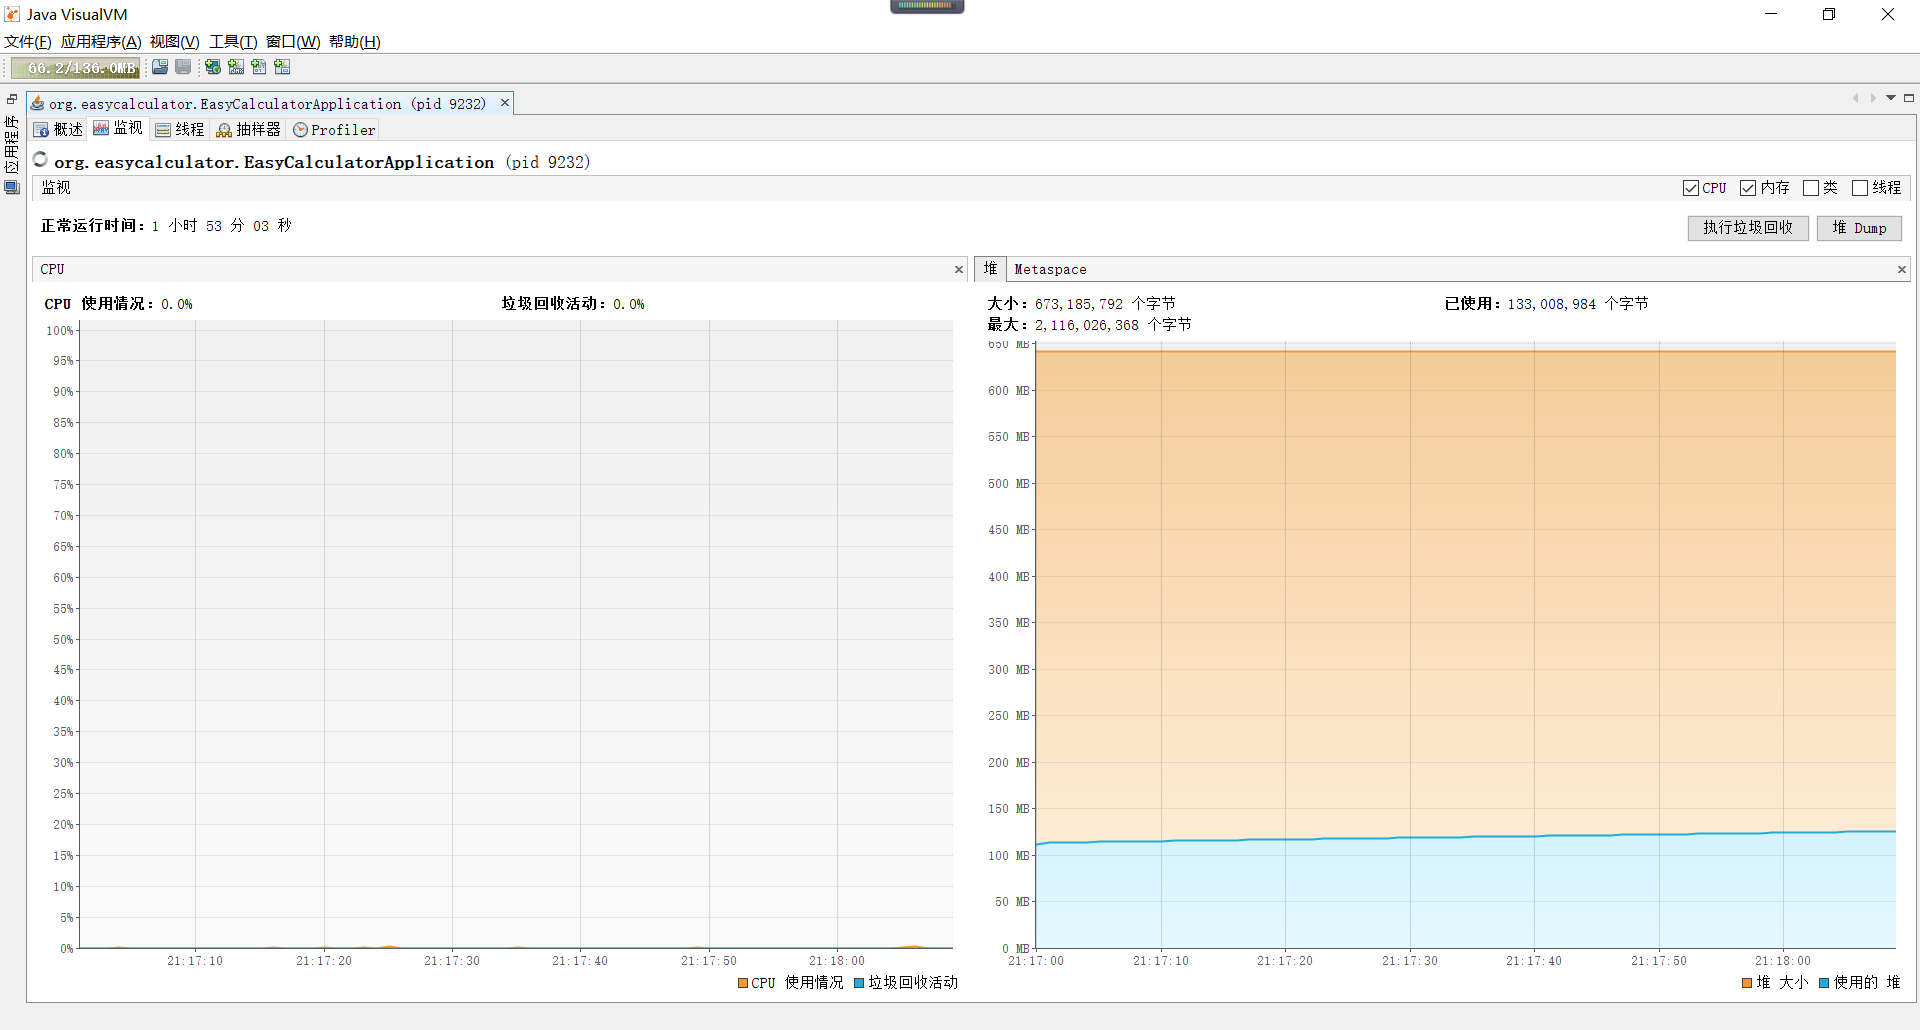 Java VisualVM
文件(F) 应用程序(A) 视图(V) 工具(T) 窗口(W) 帮助(H)
66.2/136.0MB
应用程序
org.easycalculator.EasyCalculatorApplication (pid 9232)
概述 监视 线程 抽样器 Profiler
org.easycalculator.EasyCalculatorApplication (pid 9232)
监视
CPU 内存 类 线程
正常运行时间：1 小时 53 分 03 秒
执行垃圾回收 堆 Dump
CPU
CPU 使用情况：0.0% 垃圾回收活动：0.0%
100%
95%
90%
85%
80%
75%
70%
65%
60%
55%
50%
45%
40%
35%
30%
25%
20%
15%
10%
5%
0%
21:17:10 21:17:20 21:17:30 21:17:40 21:17:50 21:18:00
CPU 使用情况 垃圾回收活动
堆 Metaspace
大小：673,185,792 个字节 已使用：133,008,984 个字节
最大：2,116,026,368 个字节
650 MB
600 MB
550 MB
500 MB
450 MB
400 MB
350 MB
300 MB
250 MB
200 MB
150 MB
100 MB
50 MB
0 MB
21:17:00 21:17:10 21:17:20 21:17:30 21:17:40 21:17:50 21:18:00
堆 大小 使用的 堆